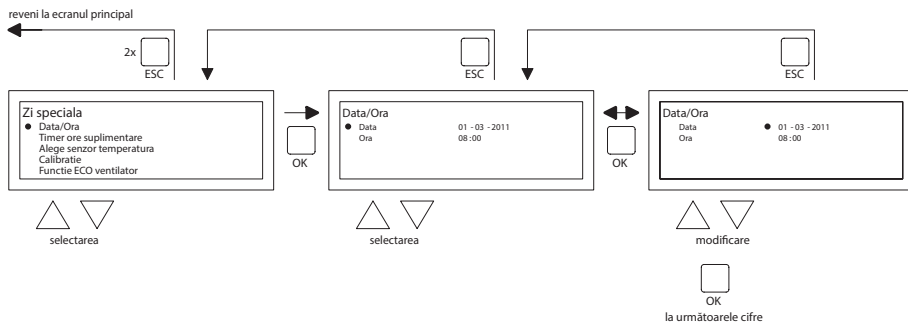 reveni la ecranul principal
2x
ESC
ESC
ESC
Zi speciala
Data/Ora
Timer ore suplimentare
Alege senzor temperatura
Calibratie
Functie ECO ventilator
OK
Data/Ora
Data 01 - 03 - 2011
Ora 08:00
OK
Data/Ora
Data 01 - 03 - 2011
Ora 08:00
selectarea
selectarea
modificare
OK
la următoarele cifre